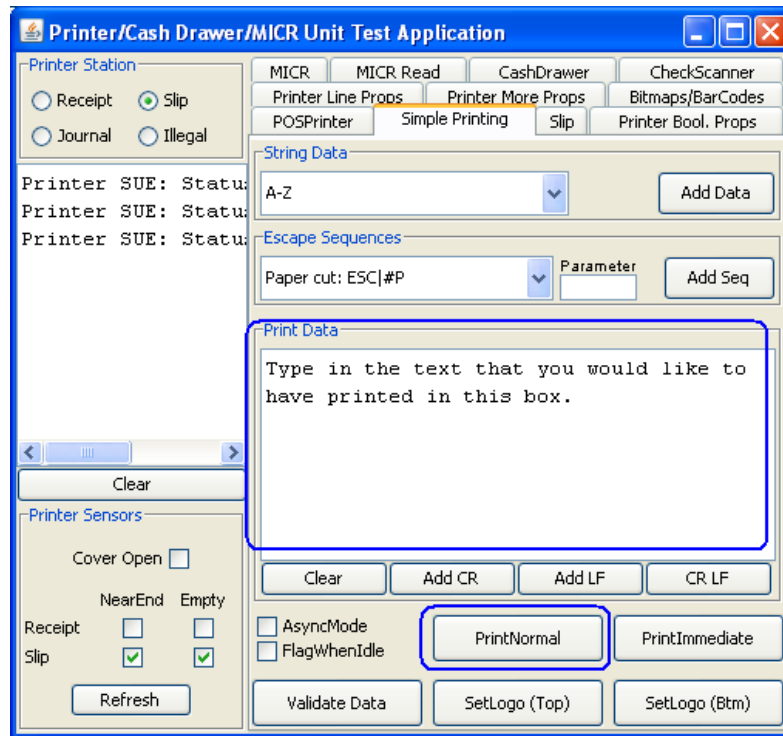 Printer/Cash Drawer/MICR Unit Test Application
Printer Station
Receipt Slip
Journal Illegal
Printer SUE: Statu
Printer SUE: Statu
Printer SUE: Statu
Clear
Printer Sensors
Cover Open
NearEnd Empty
Receipt
Slip
Refresh
MICR MICR Read CashDrawer CheckScanner
Printer Line Props Printer More Props Bitmaps/BarCodes
POSPrinter Simple Printing Slip Printer Bool. Props
String Data
A-Z Add Data
Escape Sequences
Parameter
Paper cut: ESC|#P Add Seq
Print Data
Type in the text that you would like to
have printed in this box.
Clear Add CR Add LF CR LF
AsyncMode
FlagWhenIdle
PrintNormal PrintImmediate
Validate Data SetLogo (Top) SetLogo (Btm)